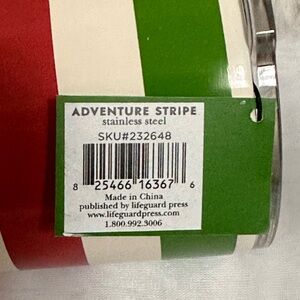 ADVENTURE STRIPE
stainless steel
SKU#232648
8 25466 16367 6
Made in China
published by lifeguard press
www.lifeguardpress.com
1.800.992.3006